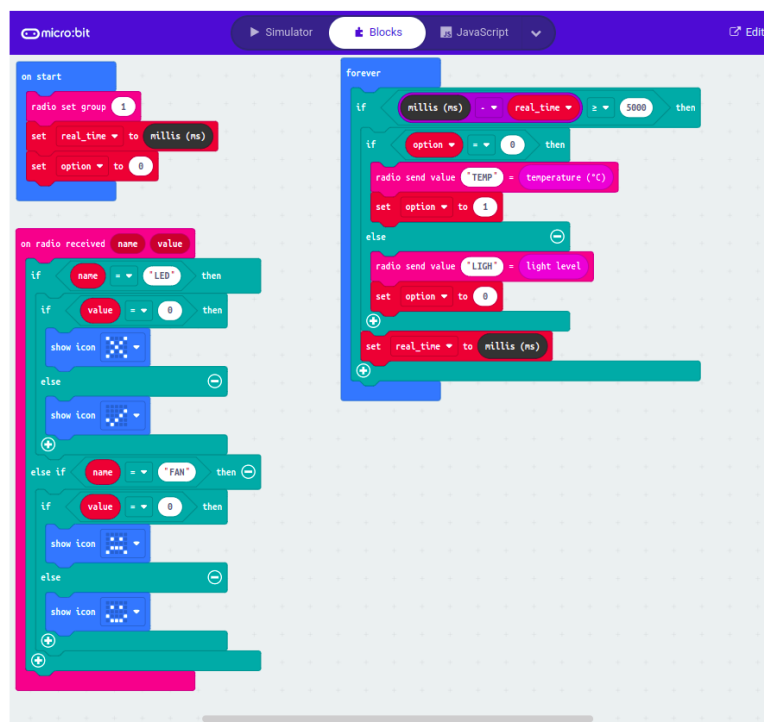 micro:bit
Simulator
Blocks
JavaScript
Edit
on start
radio set group 1
set real_time to millis (ms)
set option to 0
on radio received name value
if name = "LED" then
if value = 0 then
show icon
else
show icon
else if name = "FAN" then
if value = 0 then
show icon
else
show icon
forever
if millis (ms) - real_time ≥ 5000 then
if option = 0 then
radio send value "TEMP" = temperature (°C)
set option to 1
else
radio send value "LIGH" = light level
set option to 0
set real_time to millis (ms)